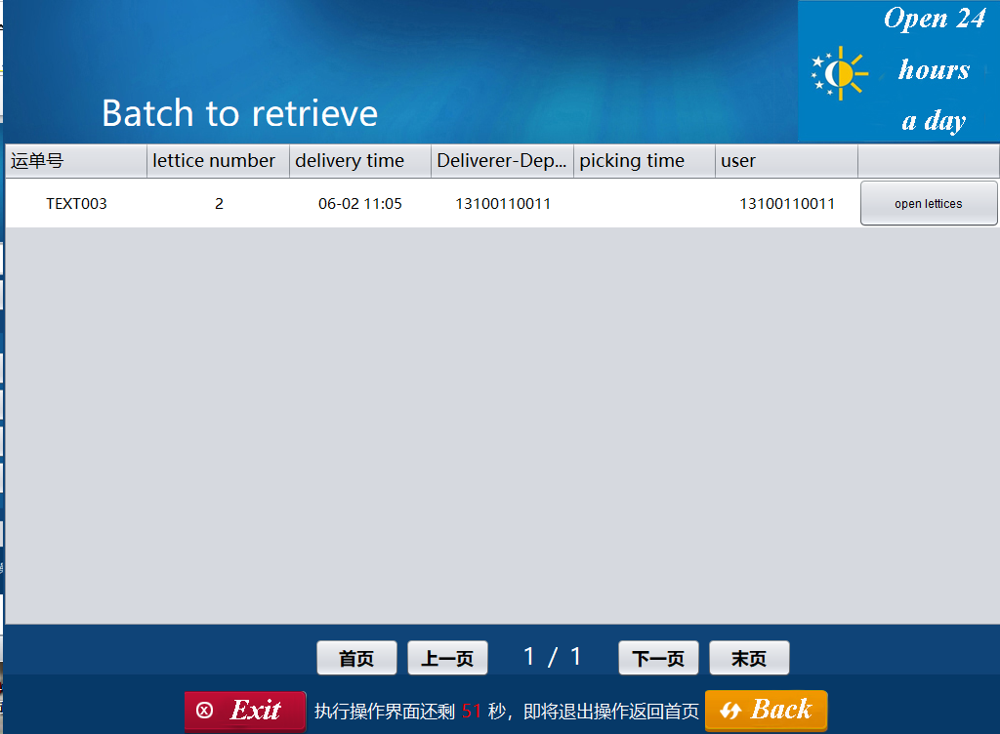 Open 24
hours
a day
Batch to retrieve
运单号 lettice number delivery time Deliverer-Dep... picking time user
TEXT003 2 06-02 11:05 13100110011 13100110011 open lettices
首页 上一页 1 / 1 下一页 末页
Exit 执行操作界面还剩 51 秒，即将退出操作返回首页 Back